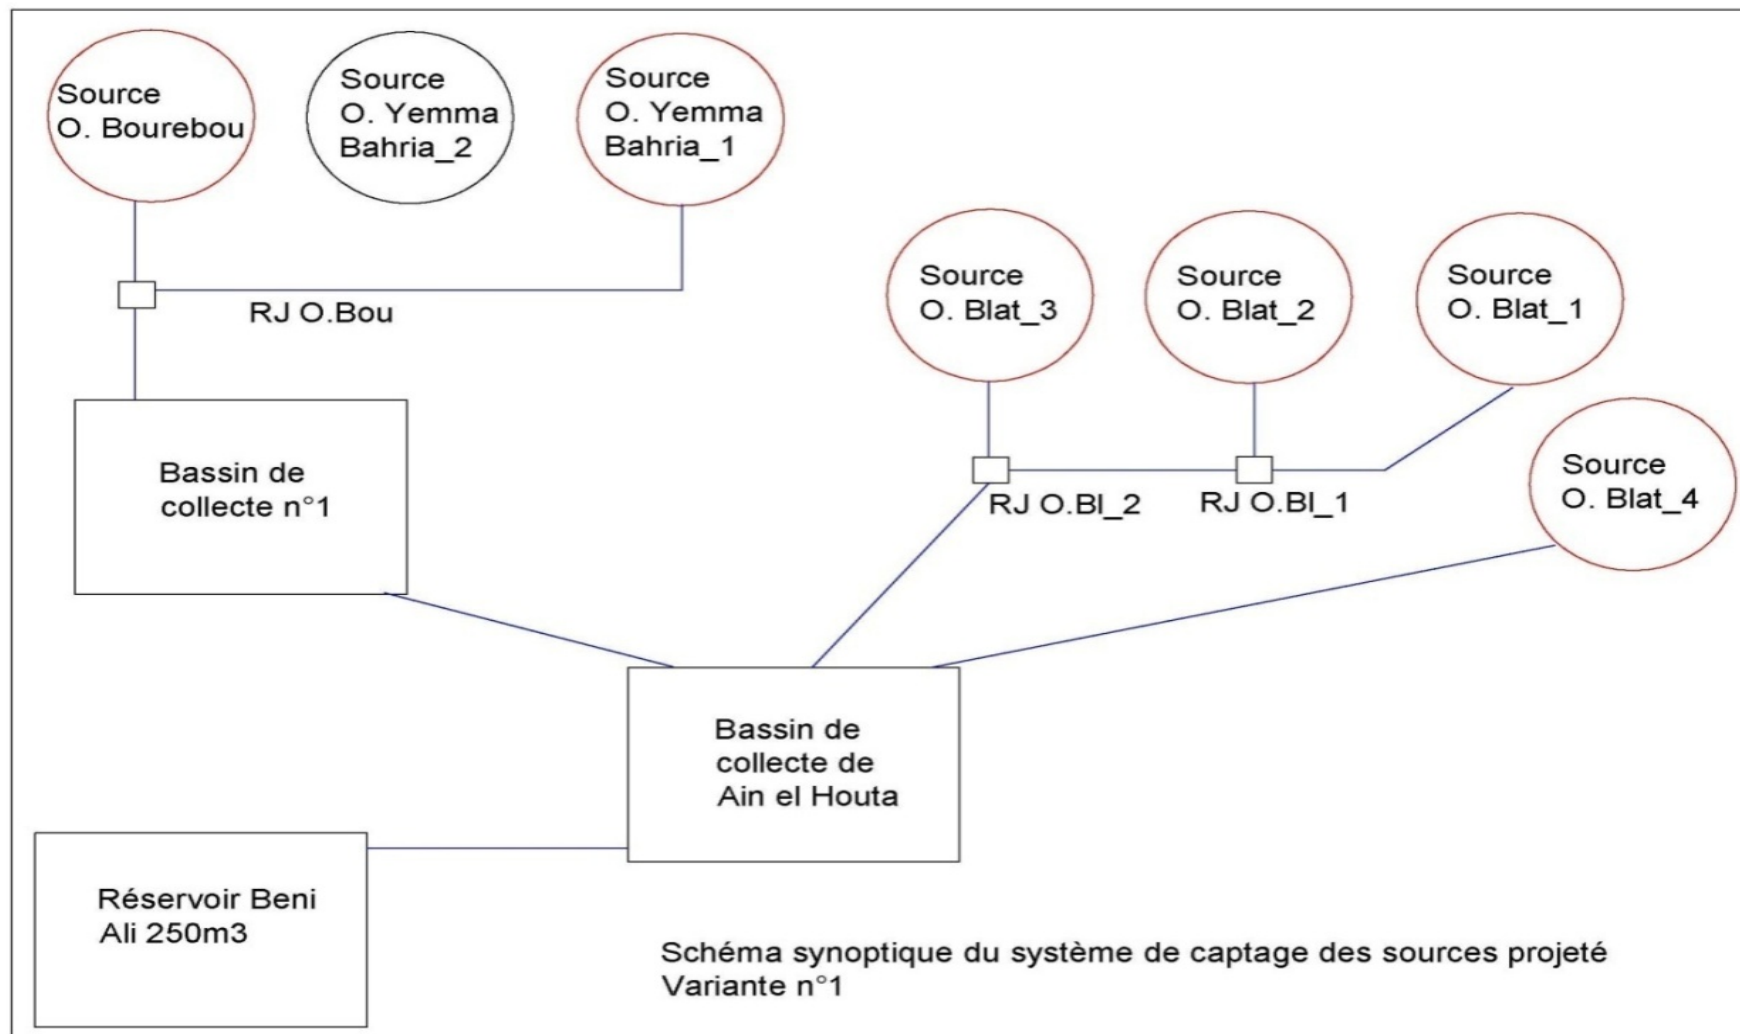 Source
O. Bourebou
Source
O. Yemma
Bahria_2
Source
O. Yemma
Bahria_1
RJ O.Bou
Source
O. Blat_3
Source
O. Blat_2
Source
O. Blat_1
Source
O. Blat_4
RJ O.Bl_2
RJ O.Bl_1
Bassin de
collecte n°1
Bassin de
collecte de
Ain el Houta
Réservoir Beni
Ali 250m3
Schéma synoptique du système de captage des sources projeté
Variante n°1